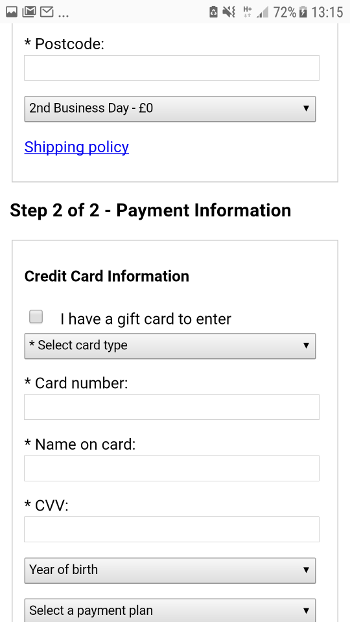 ... 72% 13:15
* Postcode:
2nd Business Day - £0
Shipping policy
Step 2 of 2 - Payment Information
Credit Card Information
I have a gift card to enter
* Select card type
* Card number:
* Name on card:
* CVV:
Year of birth
Select a payment plan